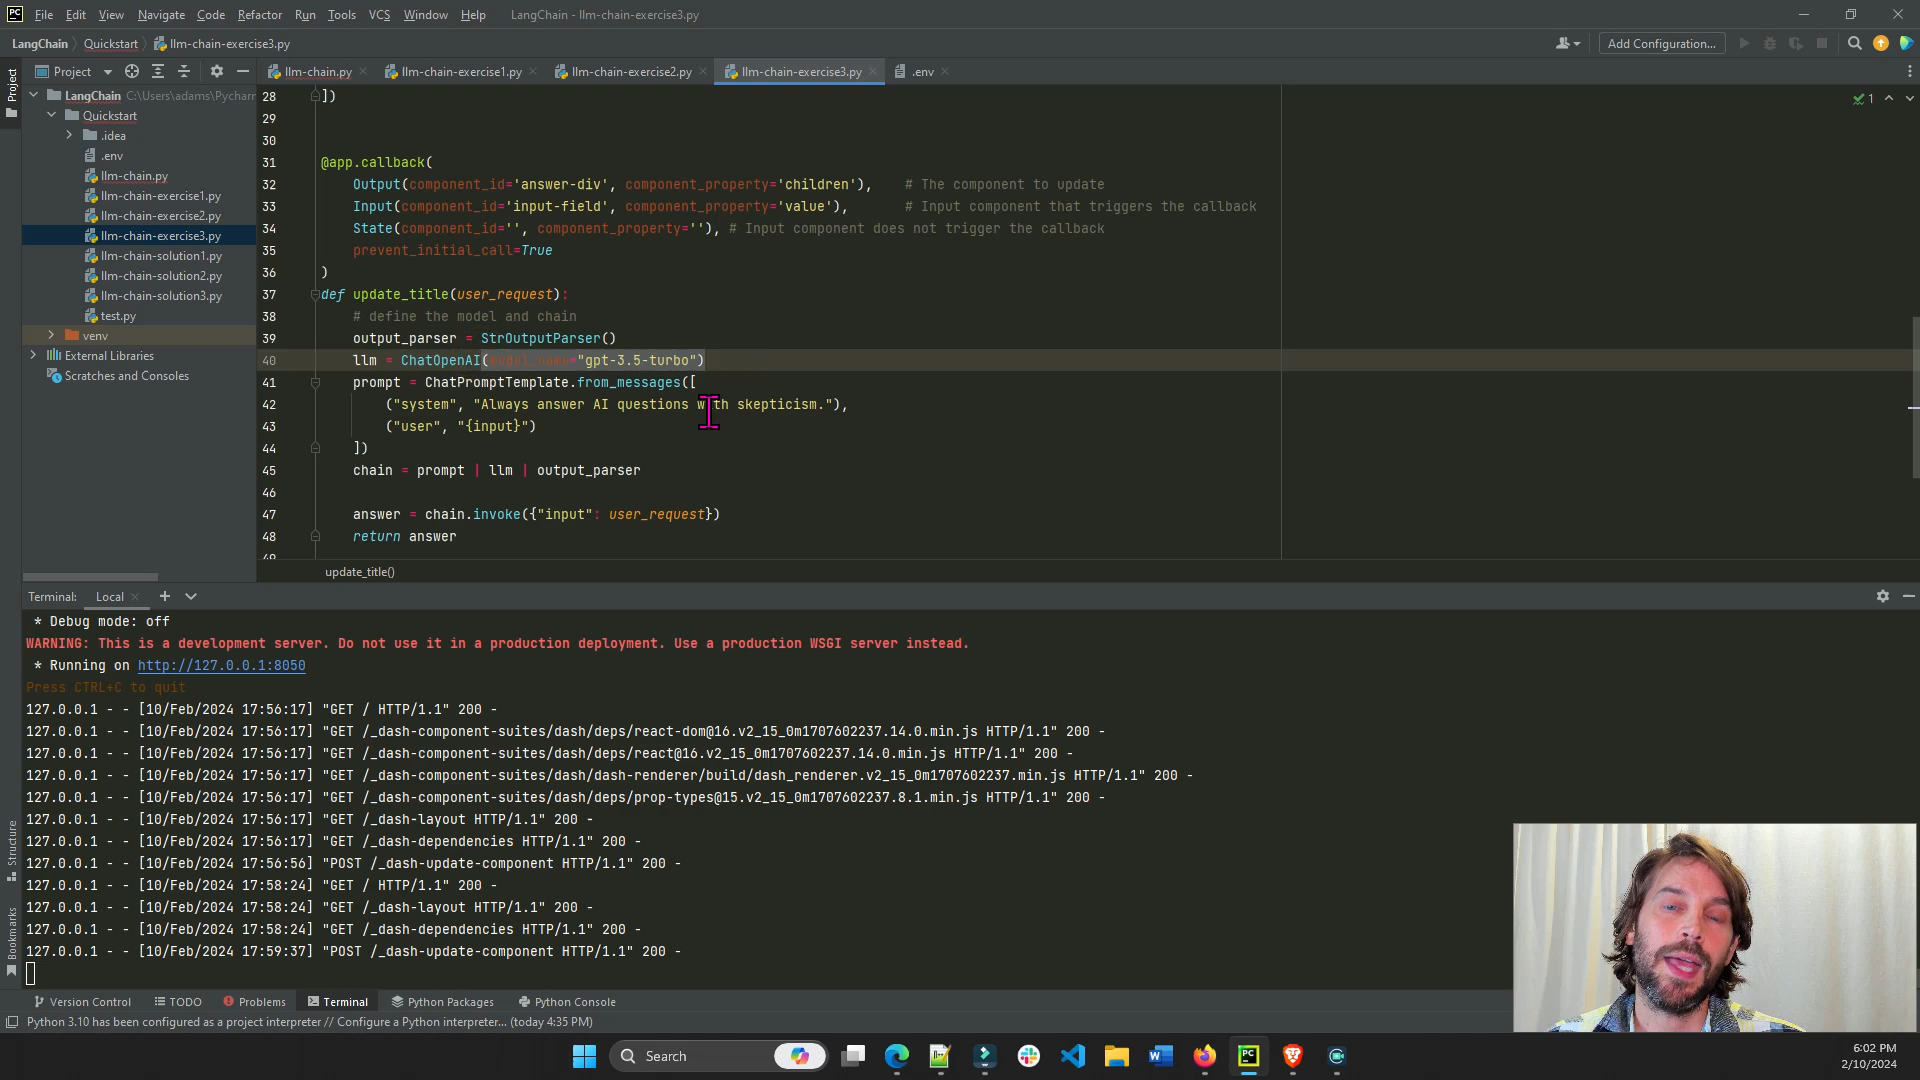 PC File Edit View Navigate Code Refactor Run Tools VCS Window Help LangChain - llm-chain-exercise3.py
LangChain Quickstart llm-chain-exercise3.py Add Configuration...
Project
Project llm-chain.py llm-chain-exercise1.py llm-chain-exercise2.py llm-chain-exercise3.py .env
LangChain C:\Users\adams\Pychar
Quickstart
.idea
.env
llm-chain.py
llm-chain-exercise1.py
llm-chain-exercise2.py
llm-chain-exercise3.py
llm-chain-solution1.py
llm-chain-solution2.py
llm-chain-solution3.py
test.py
venv
External Libraries
Scratches and Consoles
1
28 ])
29
30
31 @app.callback(
32 Output(component_id='answer-div', component_property='children'), # The component to update
33 Input(component_id='input-field', component_property='value'), # Input component that triggers the callback
34 State(component_id='', component_property=''), # Input component does not trigger the callback
35 prevent_initial_call=True
36 )
37 def update_title(user_request):
38 # define the model and chain
39 output_parser = StrOutputParser()
40 llm = ChatOpenAI(model_name="gpt-3.5-turbo")
41 prompt = ChatPromptTemplate.from_messages([
42 ("system", "Always answer AI questions with skepticism."),
43 ("user", "{input}")
44 ])
45 chain = prompt | llm | output_parser
46
47 answer = chain.invoke({"input": user_request})
48 return answer
49
update_title()
Terminal: Local
* Debug mode: off
WARNING: This is a development server. Do not use it in a production deployment. Use a production WSGI server instead.
* Running on http://127.0.0.1:8050
Press CTRL+C to quit
127.0.0.1 - - [10/Feb/2024 17:56:17] "GET / HTTP/1.1" 200 -
127.0.0.1 - - [10/Feb/2024 17:56:17] "GET /_dash-component-suites/dash/deps/react-dom@16.v2_15_0m1707602237.14.0.min.js HTTP/1.1" 200 -
127.0.0.1 - - [10/Feb/2024 17:56:17] "GET /_dash-component-suites/dash/deps/react@16.v2_15_0m1707602237.14.0.min.js HTTP/1.1" 200 -
127.0.0.1 - - [10/Feb/2024 17:56:17] "GET /_dash-component-suites/dash/dash-renderer/build/dash_renderer.v2_15_0m1707602237.min.js HTTP/1.1" 200 -
127.0.0.1 - - [10/Feb/2024 17:56:17] "GET /_dash-component-suites/dash/deps/prop-types@15.v2_15_0m1707602237.8.1.min.js HTTP/1.1" 200 -
127.0.0.1 - - [10/Feb/2024 17:56:17] "GET /_dash-layout HTTP/1.1" 200 -
127.0.0.1 - - [10/Feb/2024 17:56:17] "GET /_dash-dependencies HTTP/1.1" 200 -
127.0.0.1 - - [10/Feb/2024 17:56:56] "POST /_dash-update-component HTTP/1.1" 200 -
127.0.0.1 - - [10/Feb/2024 17:58:24] "GET / HTTP/1.1" 200 -
127.0.0.1 - - [10/Feb/2024 17:58:24] "GET /_dash-layout HTTP/1.1" 200 -
127.0.0.1 - - [10/Feb/2024 17:58:24] "GET /_dash-dependencies HTTP/1.1" 200 -
127.0.0.1 - - [10/Feb/2024 17:59:37] "POST /_dash-update-component HTTP/1.1" 200 -
Structure
Bookmarks
Version Control TODO Problems Terminal Python Packages Python Console
Python 3.10 has been configured as a project interpreter // Configure a Python interpreter... (today 4:35 PM)
Search
6:02 PM
2/10/2024